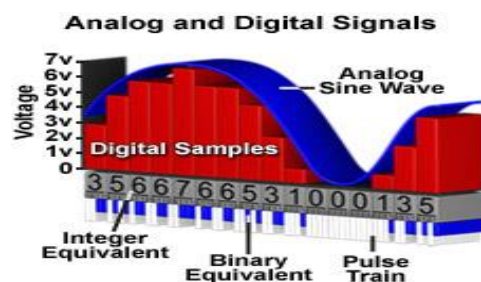 Analog and Digital Signals
7v
6v
5v
4v
3v
2v
1v
0
Voltage
Analog
Sine Wave
Digital Samples
3 5 6 6 7 6 6 5 3 1 0 0 0 1 3 5
Integer
Equivalent
Binary
Equivalent
Pulse
Train